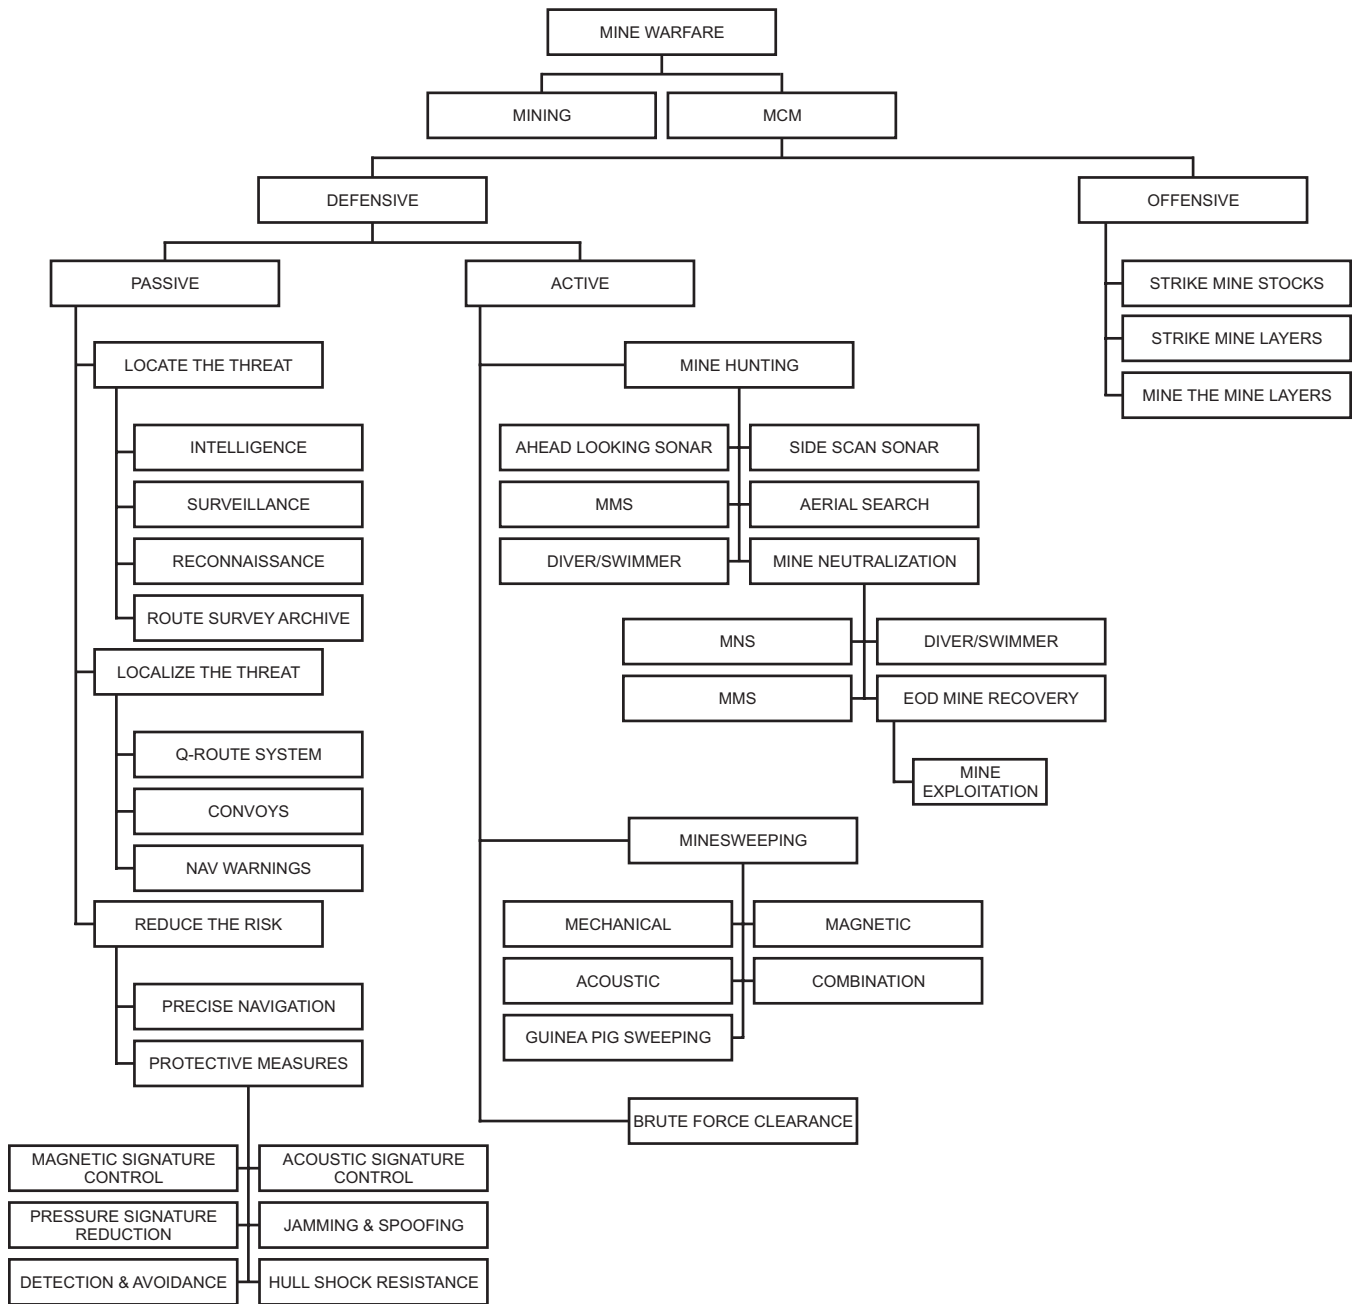 MINE WARFARE
MINING
MCM
DEFENSIVE
OFFENSIVE
PASSIVE
ACTIVE
STRIKE MINE STOCKS
STRIKE MINE LAYERS
MINE THE MINE LAYERS
LOCATE THE THREAT
INTELLIGENCE
SURVEILLANCE
RECONNAISSANCE
ROUTE SURVEY ARCHIVE
LOCALIZE THE THREAT
Q-ROUTE SYSTEM
CONVOYS
NAV WARNINGS
REDUCE THE RISK
PRECISE NAVIGATION
PROTECTIVE MEASURES
MAGNETIC SIGNATURE
CONTROL
ACOUSTIC SIGNATURE
CONTROL
PRESSURE SIGNATURE
REDUCTION
JAMMING & SPOOFING
DETECTION & AVOIDANCE
HULL SHOCK RESISTANCE
MINE HUNTING
AHEAD LOOKING SONAR
SIDE SCAN SONAR
MMS
AERIAL SEARCH
DIVER/SWIMMER
MINE NEUTRALIZATION
MNS
DIVER/SWIMMER
MMS
EOD MINE RECOVERY
MINE
EXPLOITATION
MINESWEEPING
MECHANICAL
MAGNETIC
ACOUSTIC
COMBINATION
GUINEA PIG SWEEPING
BRUTE FORCE CLEARANCE